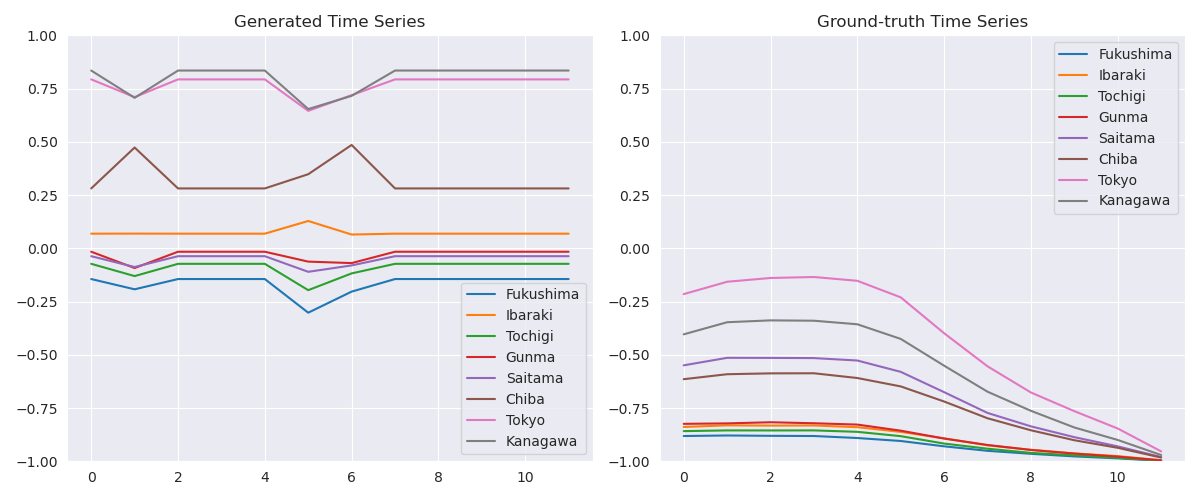 Generated Time Series
1.00
0.75
0.50
0.25
0.00
−0.25
−0.50
−0.75
−1.00
0 2 4 6 8 10
Fukushima
Ibaraki
Tochigi
Gunma
Saitama
Chiba
Tokyo
Kanagawa
Ground-truth Time Series
1.00
0.75
0.50
0.25
0.00
−0.25
−0.50
−0.75
−1.00
0 2 4 6 8 10
Fukushima
Ibaraki
Tochigi
Gunma
Saitama
Chiba
Tokyo
Kanagawa